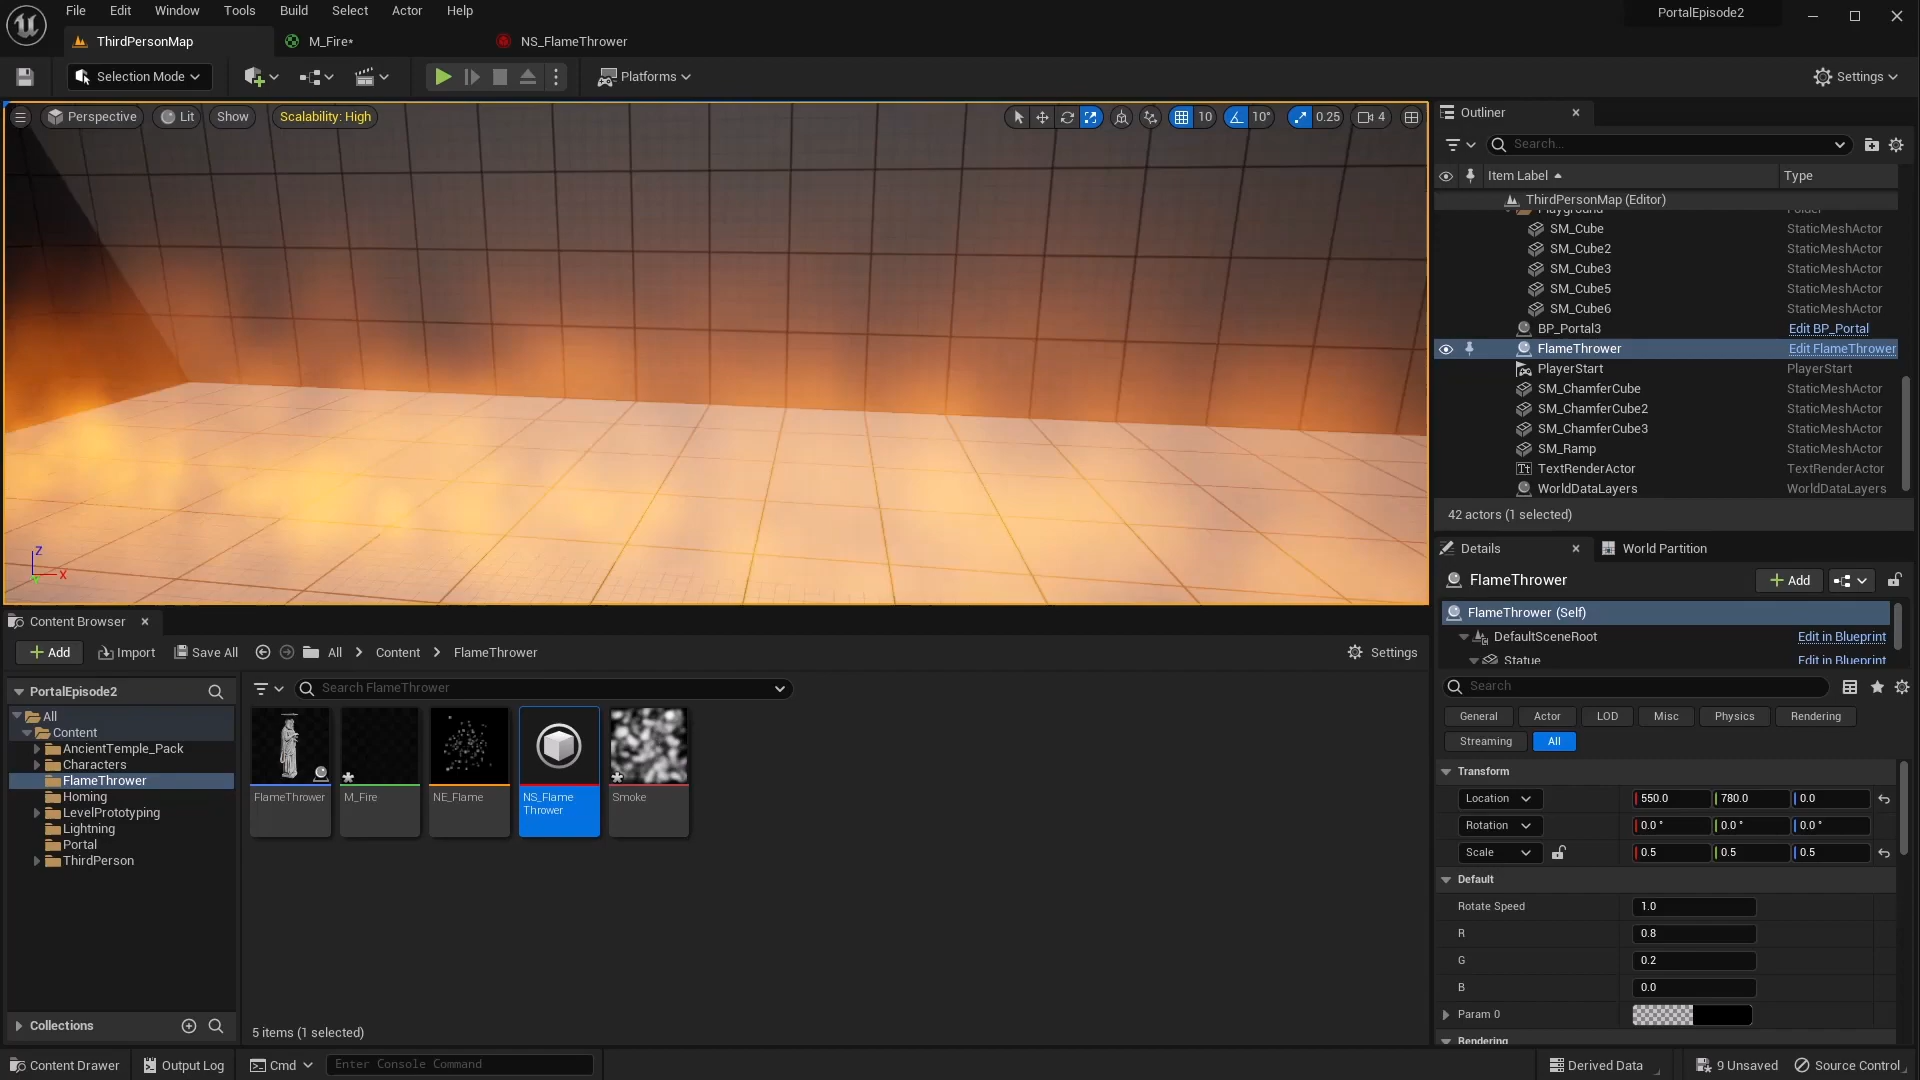 File Edit Window Tools Build Select Actor Help
PortalEpisode2
ThirdPersonMap
M_Fire*
NS_FlameThrower
Selection Mode
Platforms
Settings
Perspective Lit Show Scalability: High
10 10° 0.25 4
Outliner
Search...
Item Label Type
ThirdPersonMap (Editor)
Playground Folder
SM_Cube StaticMeshActor
SM_Cube2 StaticMeshActor
SM_Cube3 StaticMeshActor
SM_Cube5 StaticMeshActor
SM_Cube6 StaticMeshActor
BP_Portal3 Edit BP_Portal
FlameThrower Edit FlameThrower
PlayerStart PlayerStart
SM_ChamferCube StaticMeshActor
SM_ChamferCube2 StaticMeshActor
SM_ChamferCube3 StaticMeshActor
SM_Ramp StaticMeshActor
TextRenderActor TextRenderActor
WorldDataLayers WorldDataLayers
42 actors (1 selected)
Z
X
Details World Partition
FlameThrower Add
FlameThrower (Self)
DefaultSceneRoot Edit in Blueprint
Statue Edit in Blueprint
Search
General Actor LOD Misc Physics Rendering
Streaming All
Transform
Location 550.0 780.0 0.0
Rotation 0.0 ° 0.0 ° 0.0 °
Scale 0.5 0.5 0.5
Default
Rotate Speed 1.0
R 0.8
G 0.2
B 0.0
Param 0
Rendering
Content Browser
Add Import Save All All Content FlameThrower Settings
PortalEpisode2
Search FlameThrower
All
Content
AncientTemple_Pack
Characters
FlameThrower
Homing
LevelPrototyping
Lightning
Portal
ThirdPerson
FlameThrower
M_Fire
NE_Flame
NS_Flame
Thrower
Smoke
Collections
5 items (1 selected)
Content Drawer Output Log Cmd Enter Console Command
Derived Data 9 Unsaved Source Control